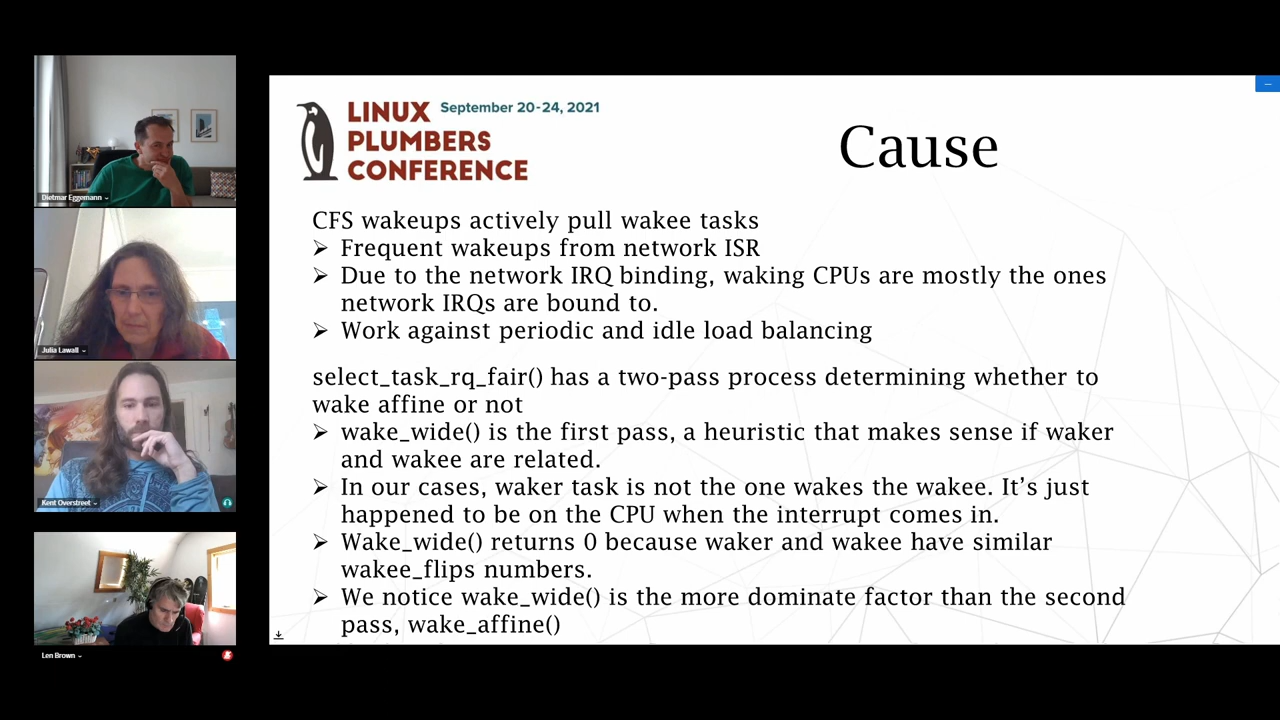 LINUX
September 20-24, 2021
PLUMBERS
CONFERENCE
Cause
CFS wakeups actively pull wakee tasks
➢ Frequent wakeups from network ISR
➢ Due to the network IRQ binding, waking CPUs are mostly the ones
network IRQs are bound to.
➢ Work against periodic and idle load balancing
select_task_rq_fair() has a two-pass process determining whether to
wake affine or not
➢ wake_wide() is the first pass, a heuristic that makes sense if waker
and wakee are related.
➢ In our cases, waker task is not the one wakes the wakee. It’s just
happened to be on the CPU when the interrupt comes in.
➢ Wake_wide() returns 0 because waker and wakee have similar
wakee_flips numbers.
➢ We notice wake_wide() is the more dominate factor than the second
pass, wake_affine()
Dietmar Eggemann
Julia Lawall
Kent Overstreet
Len Brown